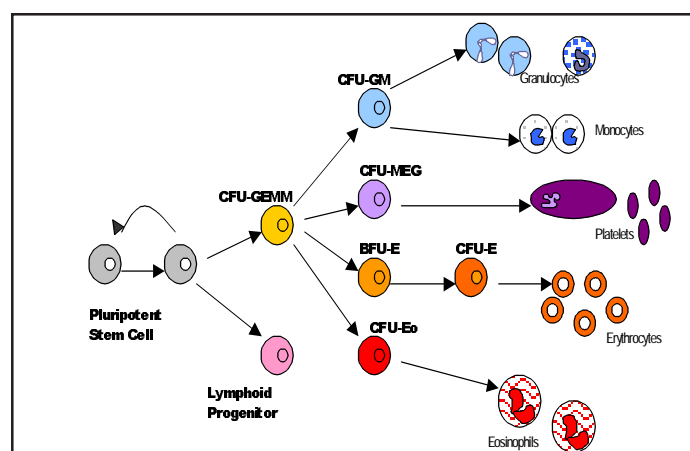 CFU-GM
Granulocytes
Monocytes
CFU-MEG
CFU-GEMM
Platelets
BFU-E
CFU-E
Pluripotent
Stem Cell
CFU-Eo
Erythrocytes
Lymphoid
Progenitor
Eosinophils